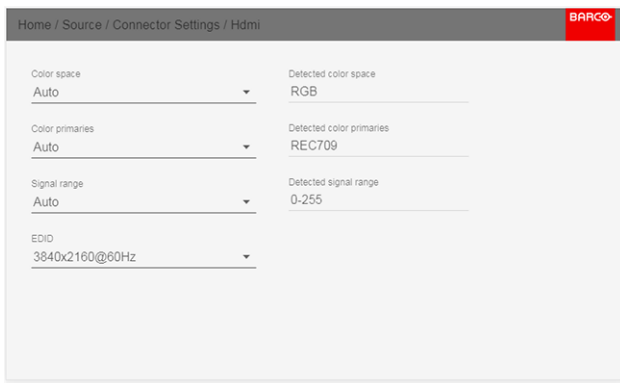 Home / Source / Connector Settings / Hdmi
BARCO
Color space
Auto
Detected color space
RGB
Color primaries
Auto
Detected color primaries
REC709
Signal range
Auto
Detected signal range
0-255
EDID
3840x2160@60Hz